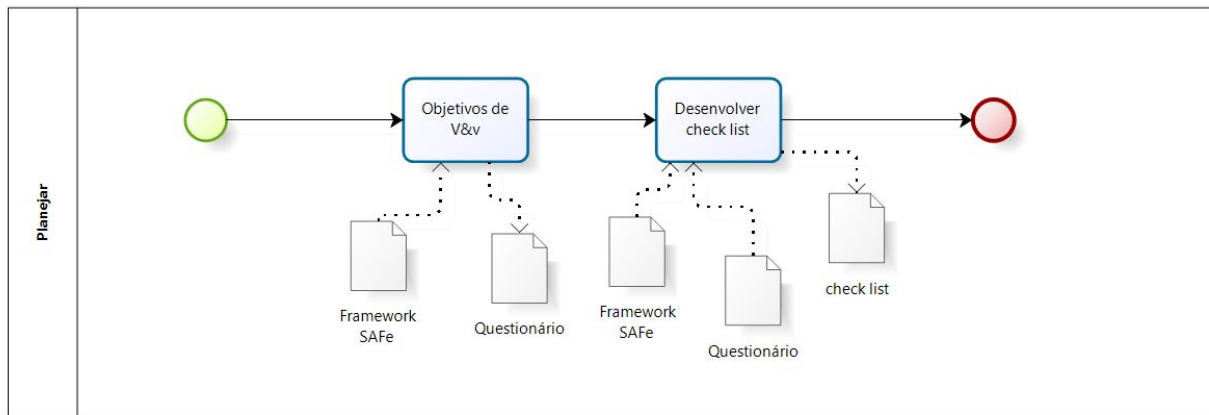 Planejar
Objetivos de
V&v
Desenvolver
check list
Framework
SAFe
Questionário
Framework
SAFe
Questionário
check list